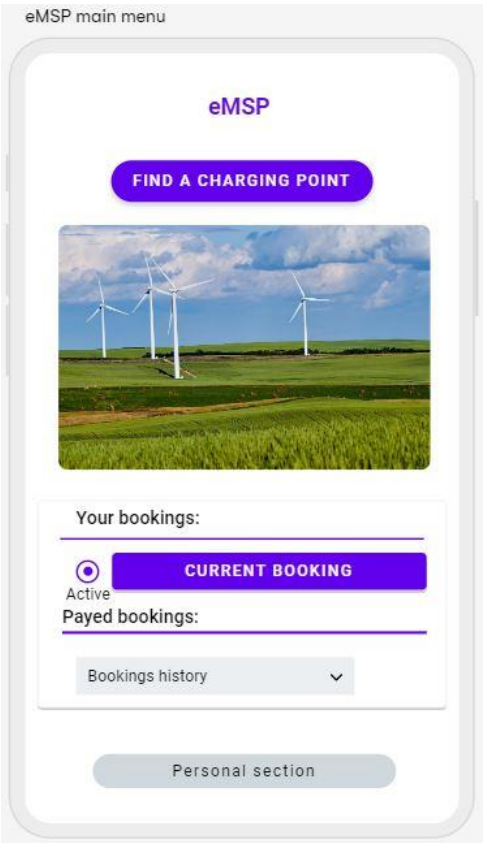 eMSP main menu
eMSP
FIND A CHARGING POINT
Your bookings:
CURRENT BOOKING
Active
Payed bookings:
Bookings history
Personal section